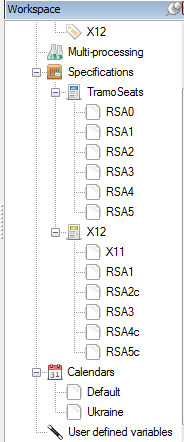 Workspace
X12
Multi-processing
Specifications
TramoSeats
RSA0
RSA1
RSA2
RSA3
RSA4
RSA5
X12
X11
RSA1
RSA2c
RSA3
RSA4c
RSA5c
Calendars
31
Default
Ukraine
User defined variables